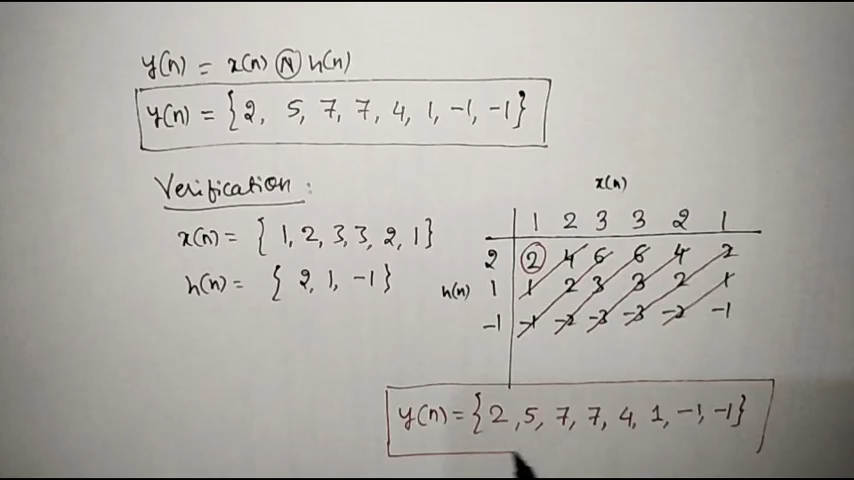 y(n) = x(n) Ⓝ h(n)
y(n) = {2, 5, 7, 7, 4, 1, -1, -1}
Verification :
x(n) = { 1, 2, 3, 3, 2, 1}
h(n) = { 2, 1, -1}
x(n)
1 2 3 3 2 1
2 2 4 6 6 4 2
h(n) 1 1 2 3 3 2 1
-1 -1 -2 -3 -3 -2 -1
y(n) = {2, 5, 7, 7, 4, 1, -1, -1}